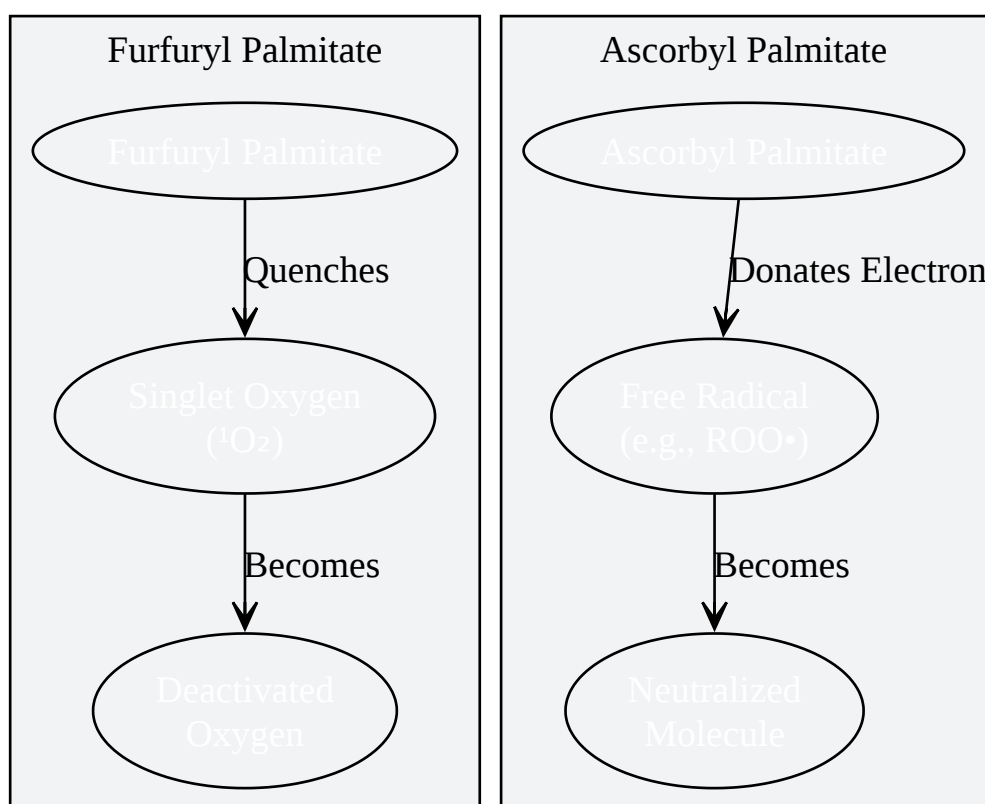 Furfuryl Palmitate
Furfuryl Palmitate
Quenches
Singlet Oxygen
(¹O₂)
Becomes
Deactivated
Oxygen
Ascorbyl Palmitate
Ascorbyl Palmitate
Donates Electron
Free Radical
(e.g., ROO•)
Becomes
Neutralized
Molecule